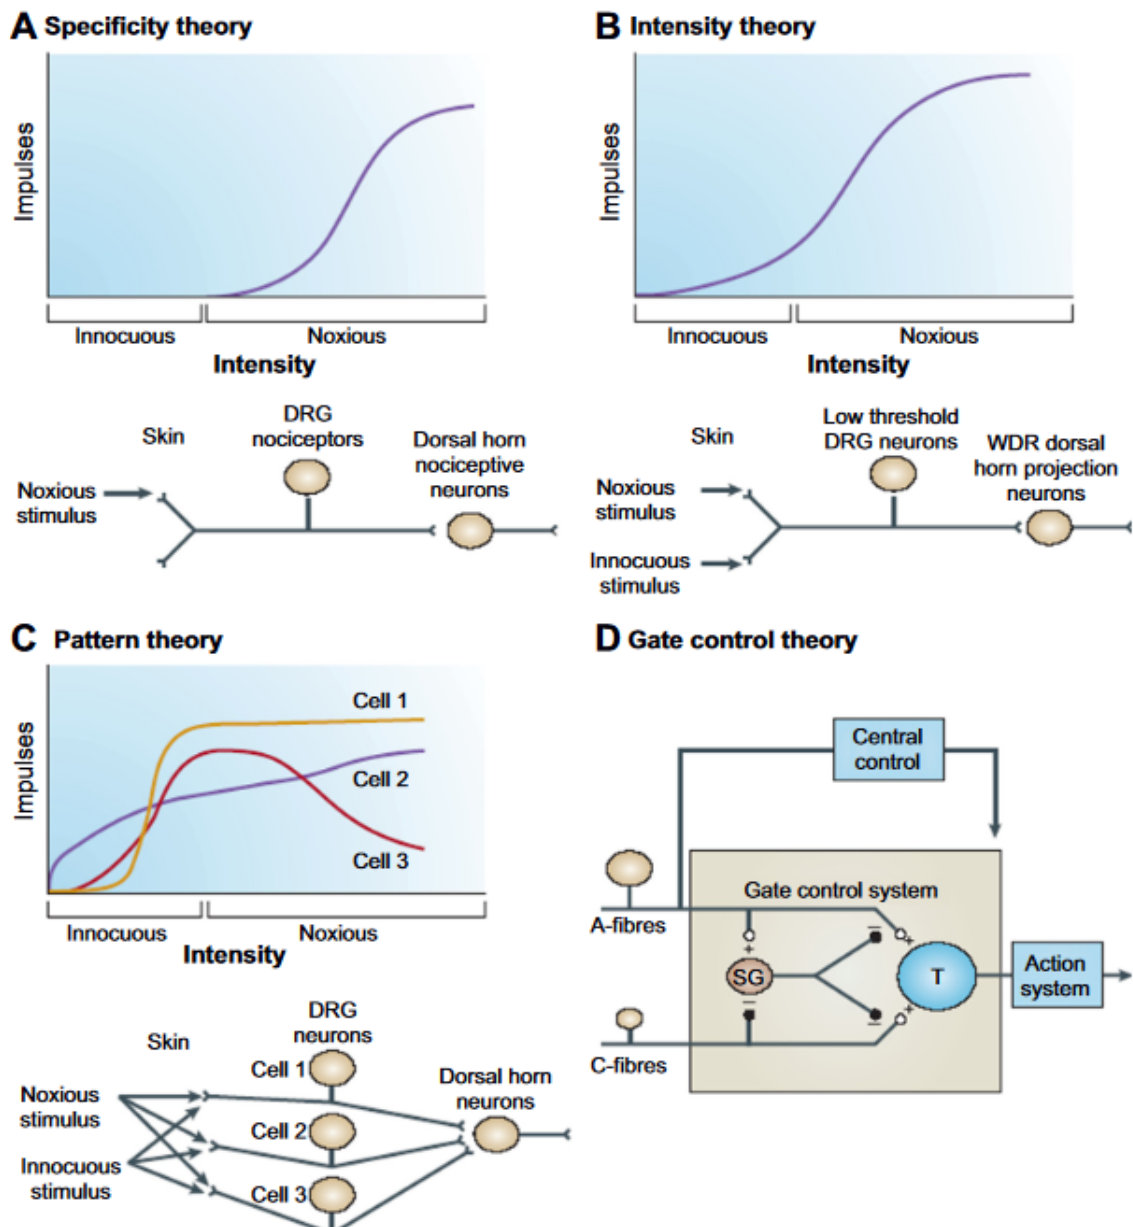 A Specificity theory
Impulses
Innocuous
Noxious
Intensity
Skin
DRG
nociceptors
Dorsal horn
nociceptive
neurons
Noxious
stimulus
B Intensity theory
Impulses
Innocuous
Noxious
Intensity
Skin
Low threshold
DRG neurons
WDR dorsal
horn projection
neurons
Noxious
stimulus
Innocuous
stimulus
C Pattern theory
Impulses
Cell 1
Cell 2
Cell 3
Innocuous
Noxious
Intensity
Skin
DRG
neurons
Cell 1
Cell 2
Cell 3
Dorsal horn
neurons
Noxious
stimulus
Innocuous
stimulus
D Gate control theory
Central
control
Gate control system
A-fibres
+
−
+
SG
T
−
−
+
C-fibres
Action
system